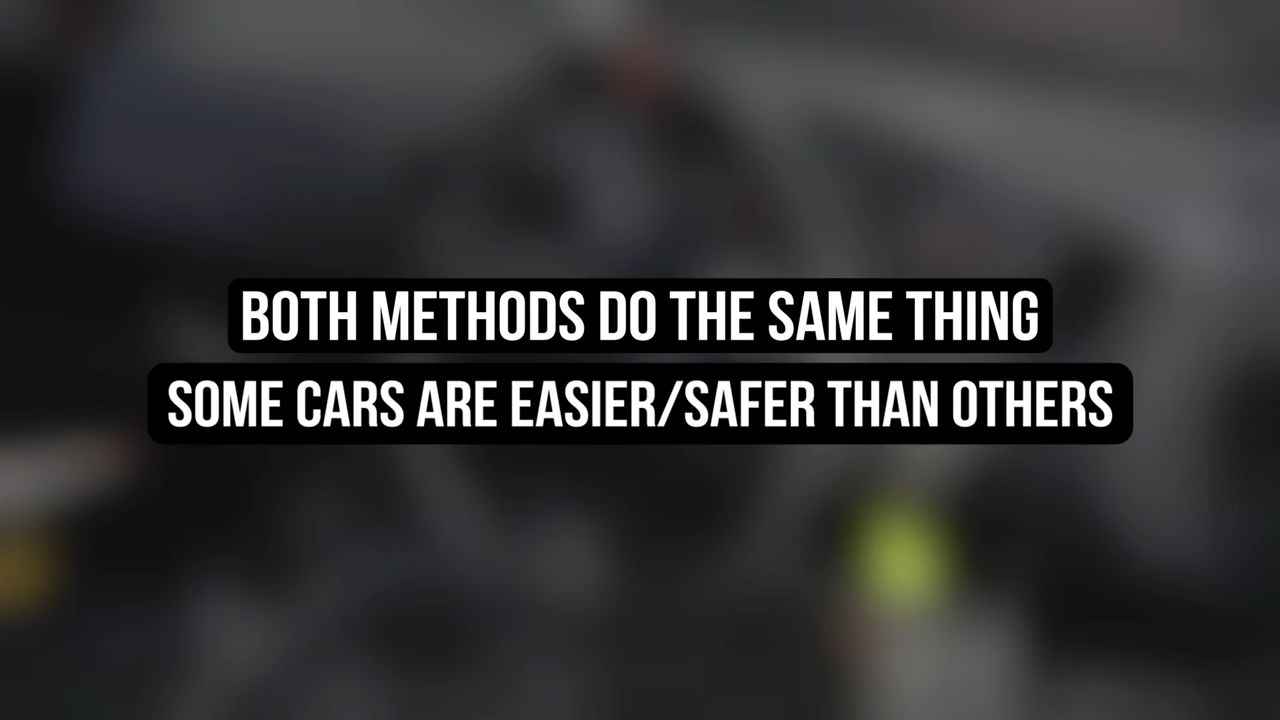 BOTH METHODS DO THE SAME THING
SOME CARS ARE EASIER/SAFER THAN OTHERS